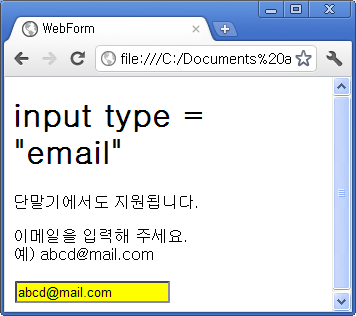 WebForm
file:///C:/Documents%20a
input type =
"email"
단말기에서도 지원됩니다.
이메일을 입력해 주세요.
예) abcd@mail.com
abcd@mail.com